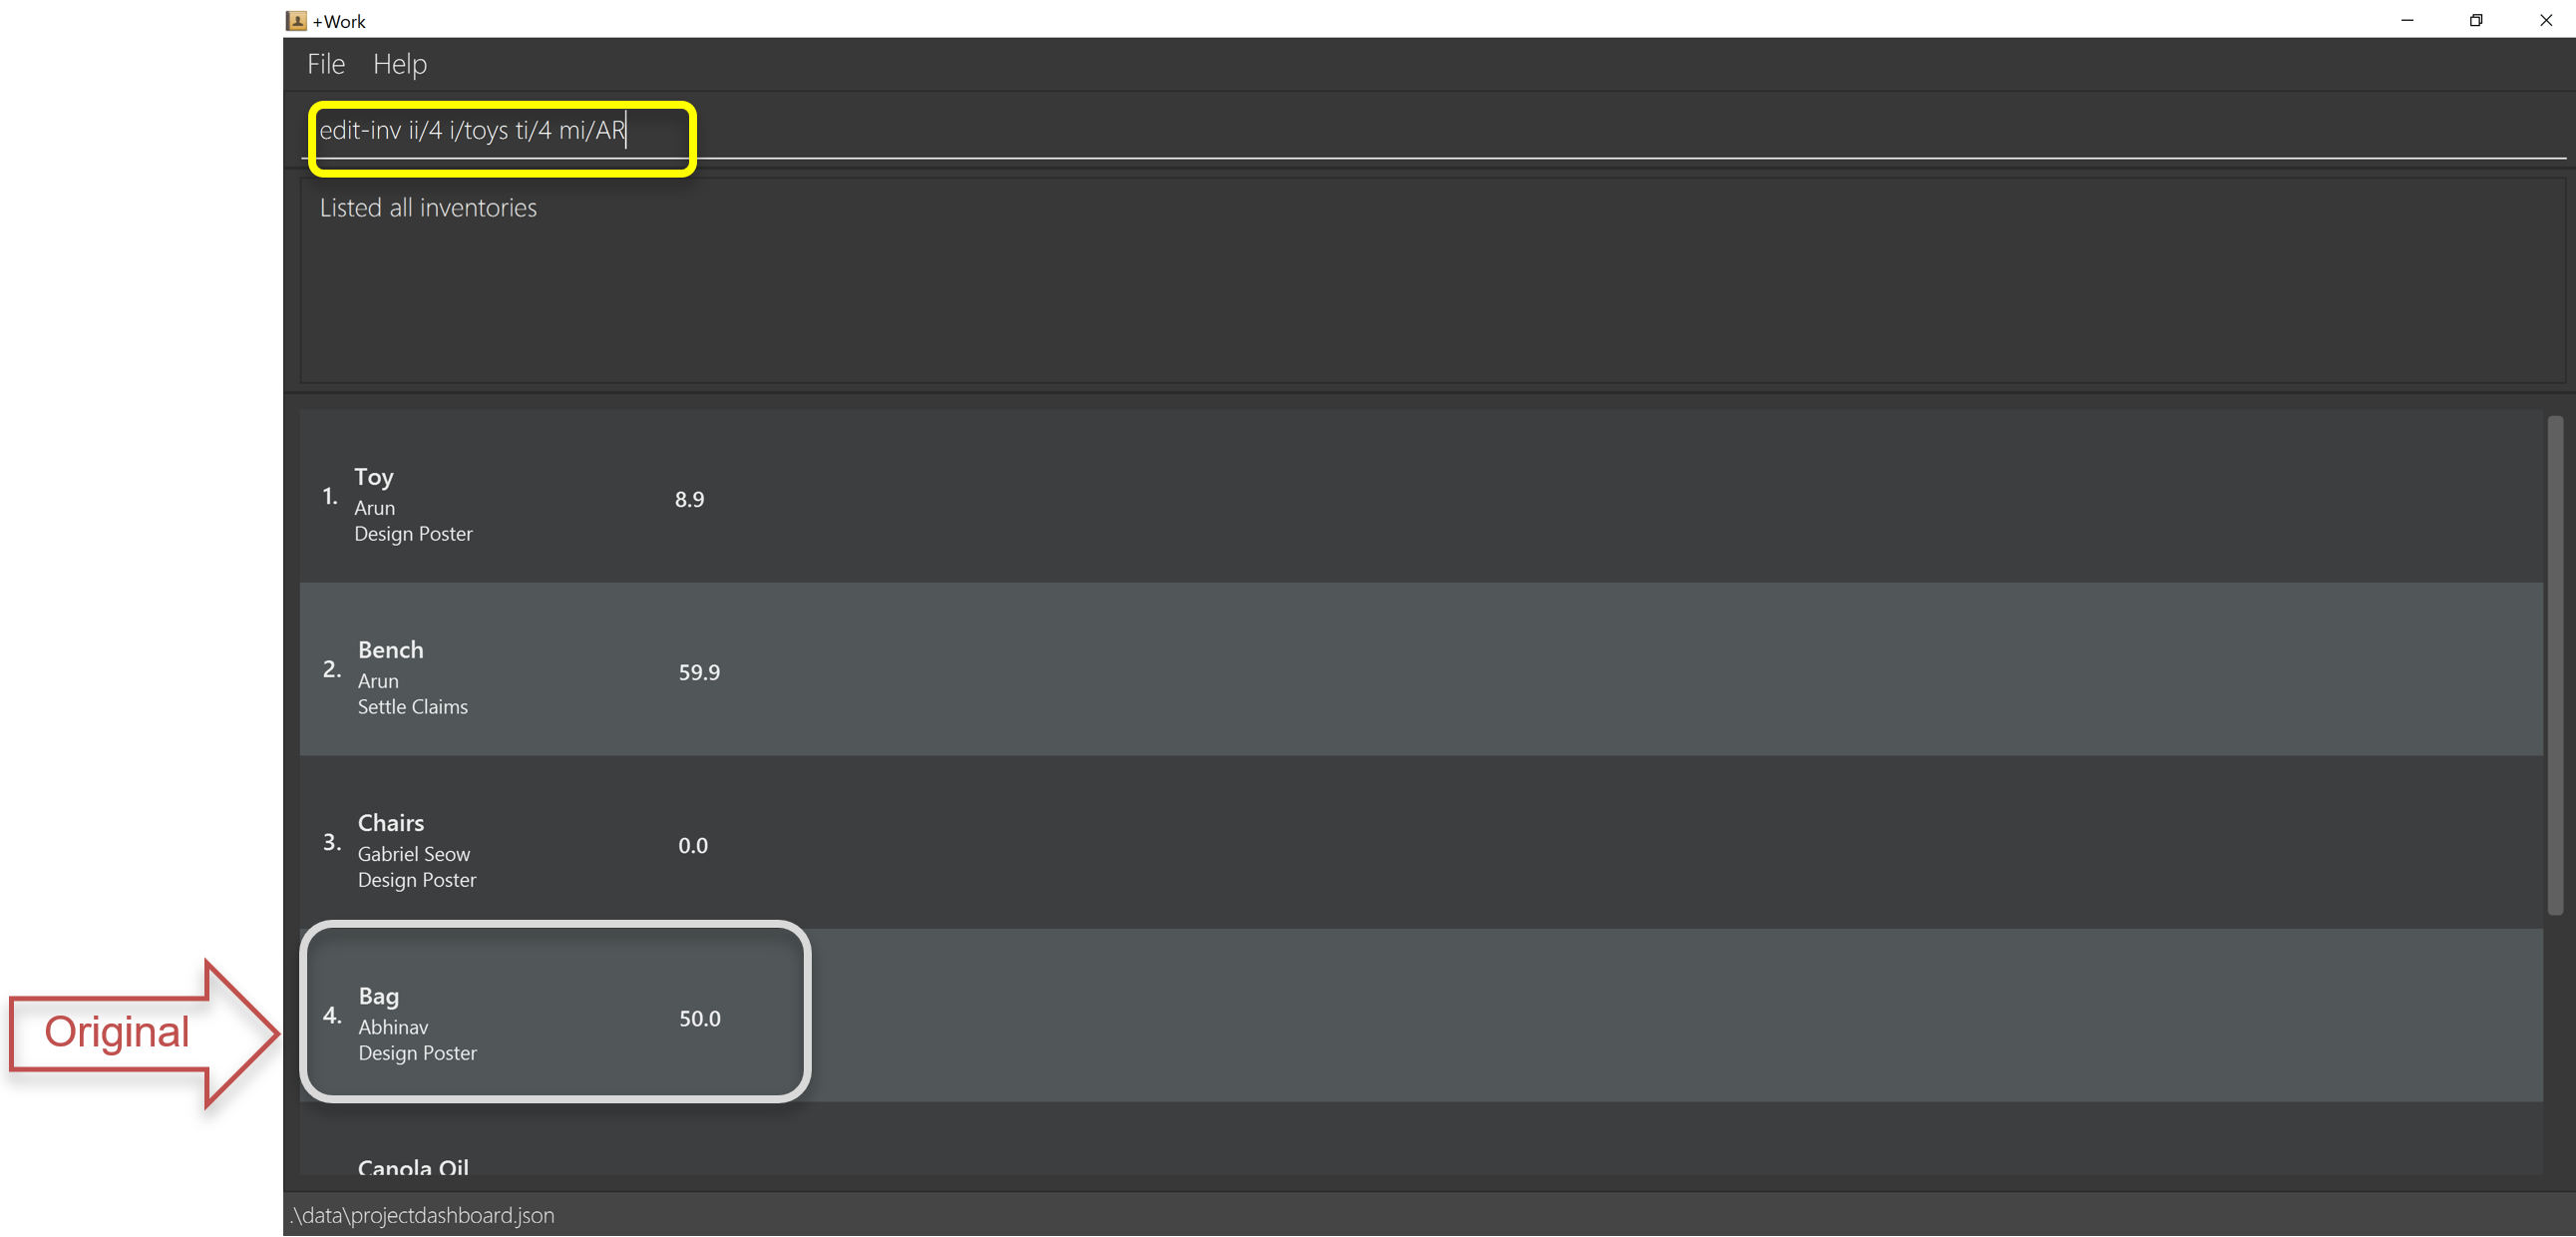 +Work
File Help
edit-inv ii/4 i/toys ti/4 mi/AR
Listed all inventories
1. Toy 8.9
Arun
Design Poster
2. Bench 59.9
Arun
Settle Claims
3. Chairs 0.0
Gabriel Seow
Design Poster
Original
4. Bag 50.0
Abhinav
Design Poster
Canola Oil
.\data\projectdashboard.json